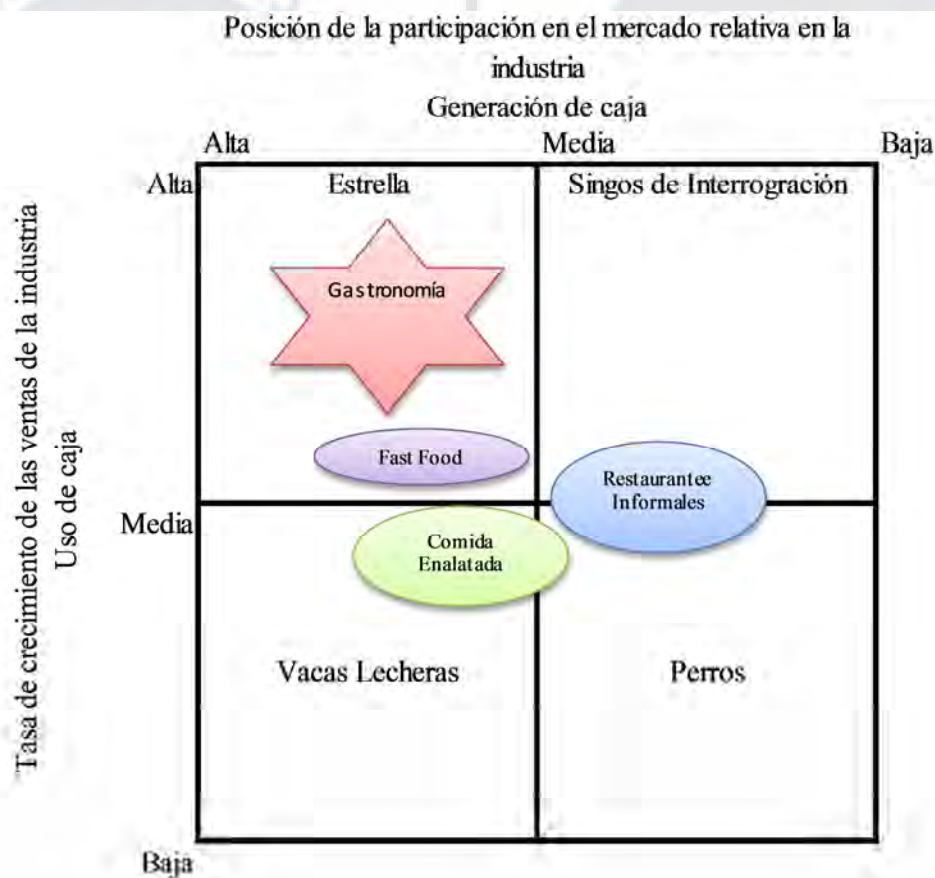 Posición de la participación en el mercado relativa en la
industria
Generación de caja
Alta Media Baja
Alta Estrella Singos de Interrogración
Gastronomía
Fast Food
Restaurantee
Informales
Media
Comida
Enalatada
Vacas Lecheras Perros
Baja
Tasa de crecimiento de las ventas de la industria
Uso de caja